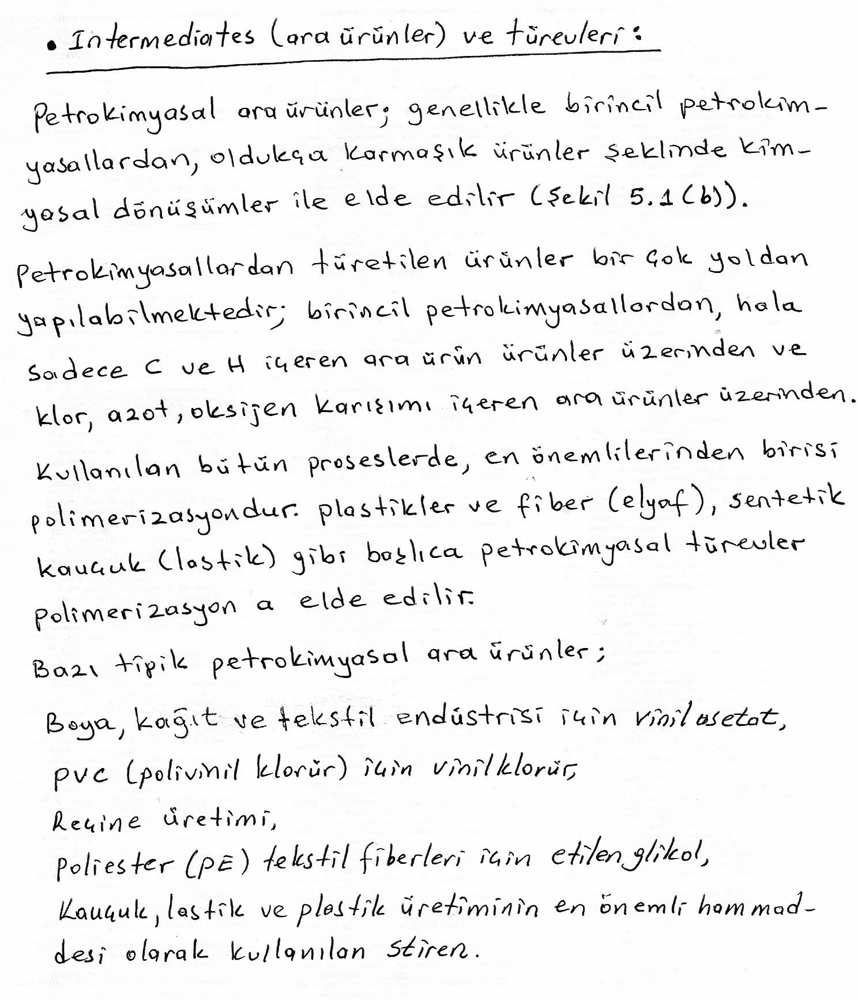 • Intermediates (ara ürünler) ve türevleri:
Petrokimyasal ara ürünler; genellikle birincil petrokim-
yasallardan, oldukça karmaşık ürünler şeklinde kim-
yasal dönüşümler ile elde edilir (Şekil 5.1 (b)).
Petrokimyasallardan türetilen ürünler bir çok yoldan
yapılabilmektedir; birincil petrokimyasallardan, hala
sadece C ve H içeren ara ürün ürünler üzerinden ve
klor, azot, oksijen karışımı içeren ara ürünler üzerinden.
Kullanılan bütün proseslerde, en önemlilerinden birisi
polimerizasyondur. plastikler ve fiber (elyaf), sentetik
kauçuk (lastik) gibi başlıca petrokimyasal türevler
polimerizasyon a elde edilir.
Bazı tipik petrokimyasal ara ürünler;
Boya, kağıt ve tekstil endüstrisi için vinil asetat,
PVC (polivinil klorür) için vinil klorür,
Reçine üretimi,
Poliester (PE) tekstil fiberleri için etilen glikol,
Kauçuk, lastik ve plastik üretiminin en önemli hammad-
desi olarak kullanılan stiren.